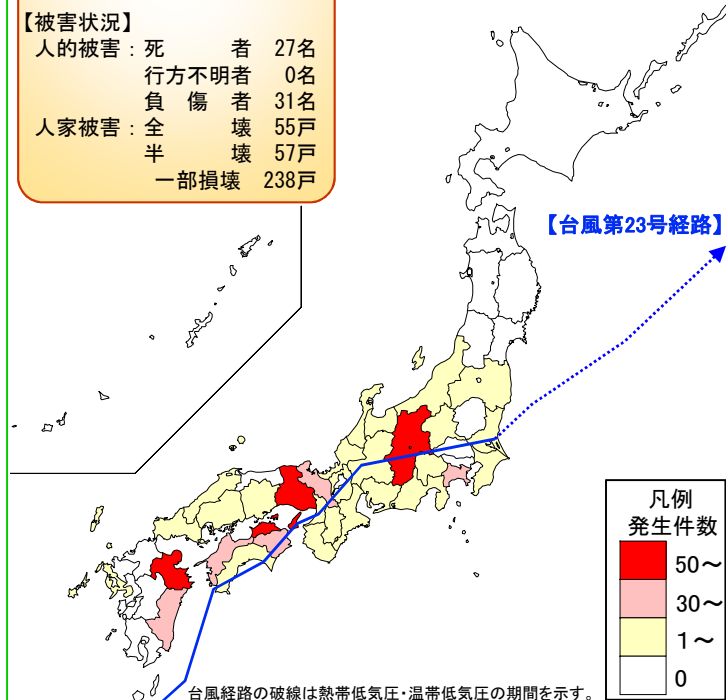 【被害状況】
人的被害：死　者　27名
行方不明者　0名
負　傷　者　31名
人家被害：全　壊　55戸
半　壊　57戸
一部損壊　238戸
【台風第23号経路】
凡例
発生件数
50～
30～
1～
0
台風経路の破線は熱帯低気圧・温帯低気圧の期間を示す。